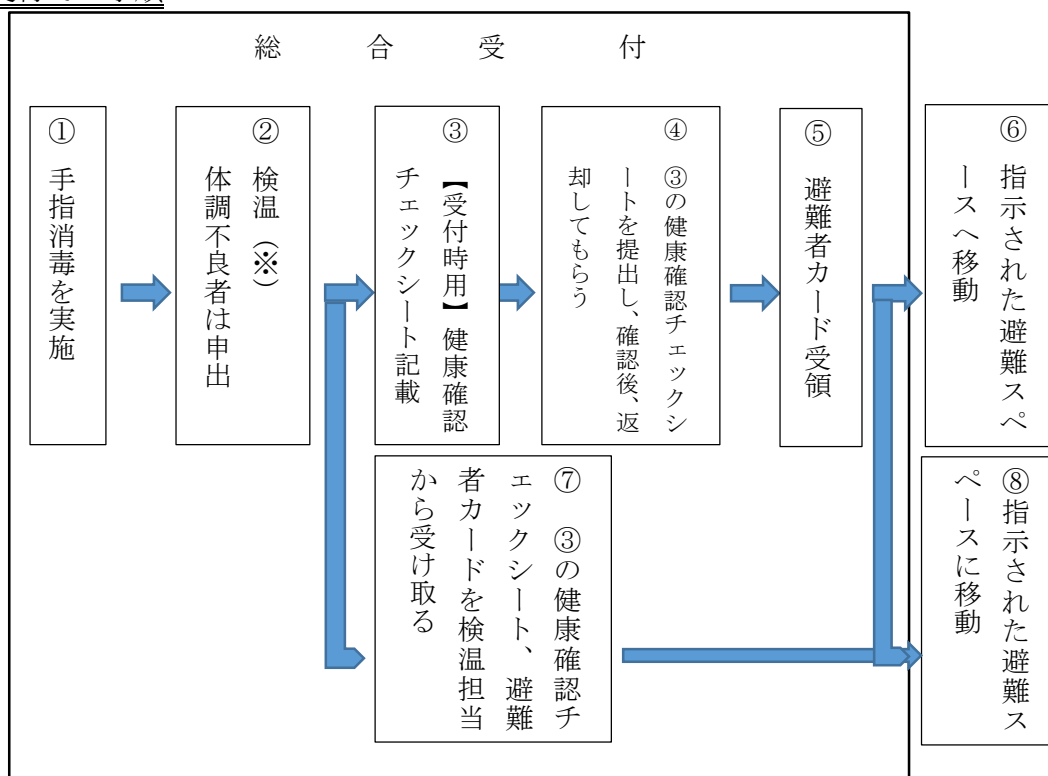 総合受付
①
手指消毒を実施
②
検温（※）
体調不良者は申出
③
【受付時用】健康確認
チェックシート記載
④
③の健康確認チェックシ
ートを提出し、確認後、返
却してもらう
⑤
避難者カード受領
⑥
指示された避難スペ
ースへ移動
⑦ ③の健康確認チ
ェックシート、避難
者カードを検温担当
から受け取る
⑧指示された避難ス
ペースに移動